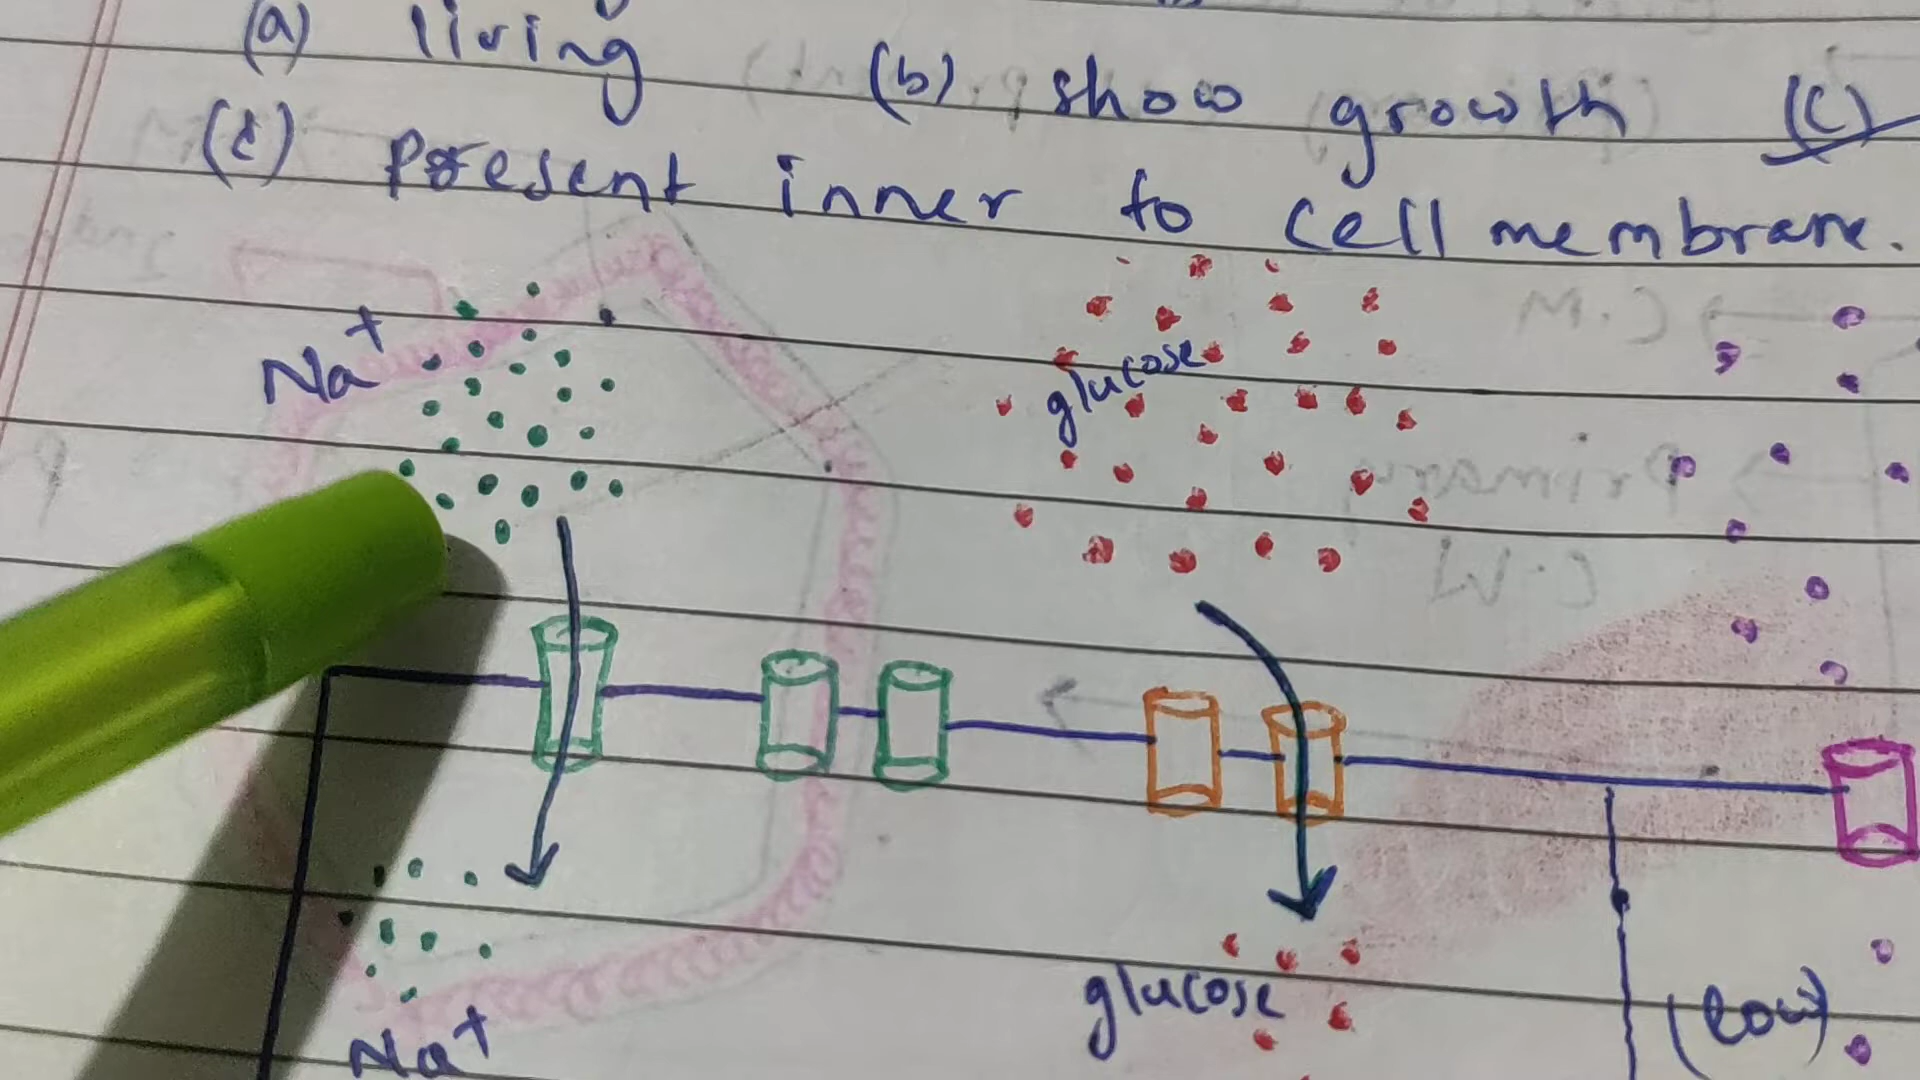 (a) living (b) show growth (c)
(d) present inner to cell membrane.
Na+
glucose
glucose
(low)
Na+